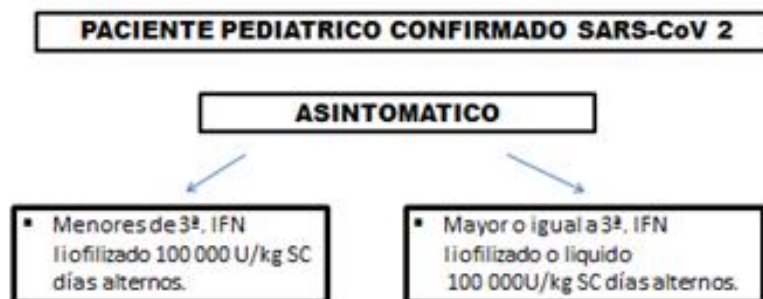 PACIENTE PEDIATRICO CONFIRMADO SARS-CoV 2
ASINTOMATICO
▪ Menores de 3ª. IFN
liofilizado 100 000 U/kg SC
días alternos.
▪ Mayor o igual a 3ª. IFN
liofilizado o liquido
100 000U/kg SC días alternos.